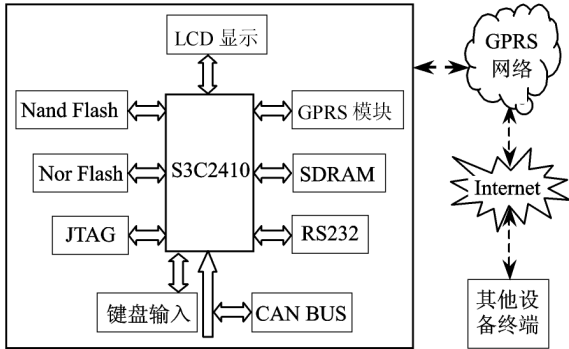 LCD 显示
GPRS
网络
Nand Flash
GPRS 模块
Nor Flash
S3C2410
SDRAM
Internet
JTAG
RS232
键盘输入
CAN BUS
其他设
备终端